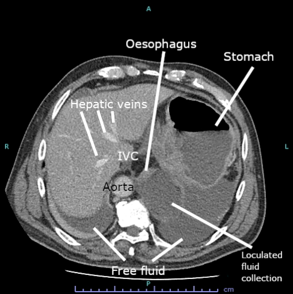 A
Oesophagus
Stomach
Hepatic veins
R
IVC
L
Aorta
Loculated
fluid
collection
Free fluid
P
cm